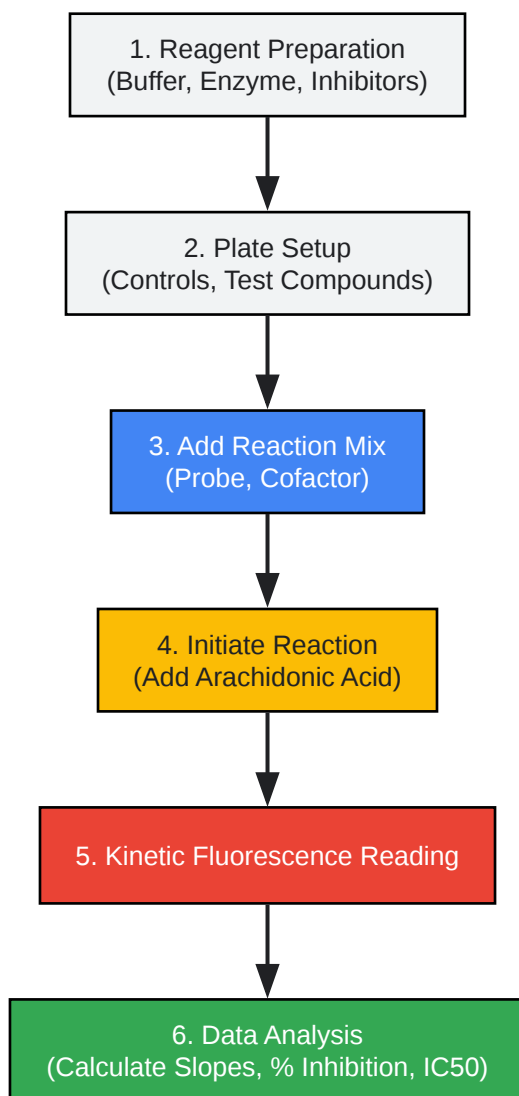 1. Reagent Preparation
(Buffer, Enzyme, Inhibitors)
2. Plate Setup
(Controls, Test Compounds)
3. Add Reaction Mix
(Probe, Cofactor)
4. Initiate Reaction
(Add Arachidonic Acid)
5. Kinetic Fluorescence Reading
6. Data Analysis
(Calculate Slopes, % Inhibition, IC50)